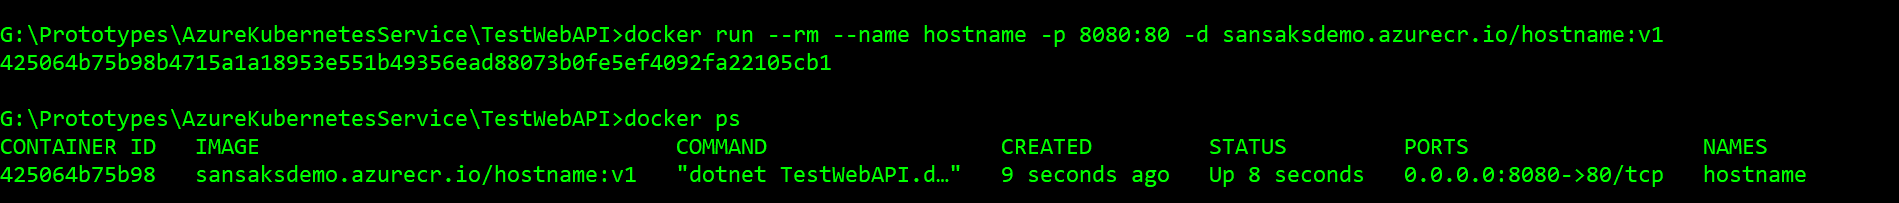 G:\Prototypes\AzureKubernetesService\TestWebAPI>docker run --rm --name hostname -p 8080:80 -d sansaksdemo.azurecr.io/hostname:v1
425064b75b98b4715a1a18953e551b49356ead88073b0fe5ef4092fa22105cb1
G:\Prototypes\AzureKubernetesService\TestWebAPI>docker ps
CONTAINER ID   IMAGE                                COMMAND                  CREATED         STATUS         PORTS                  NAMES
425064b75b98   sansaksdemo.azurecr.io/hostname:v1   "dotnet TestWebAPI.d…"   9 seconds ago   Up 8 seconds   0.0.0.0:8080->80/tcp   hostname